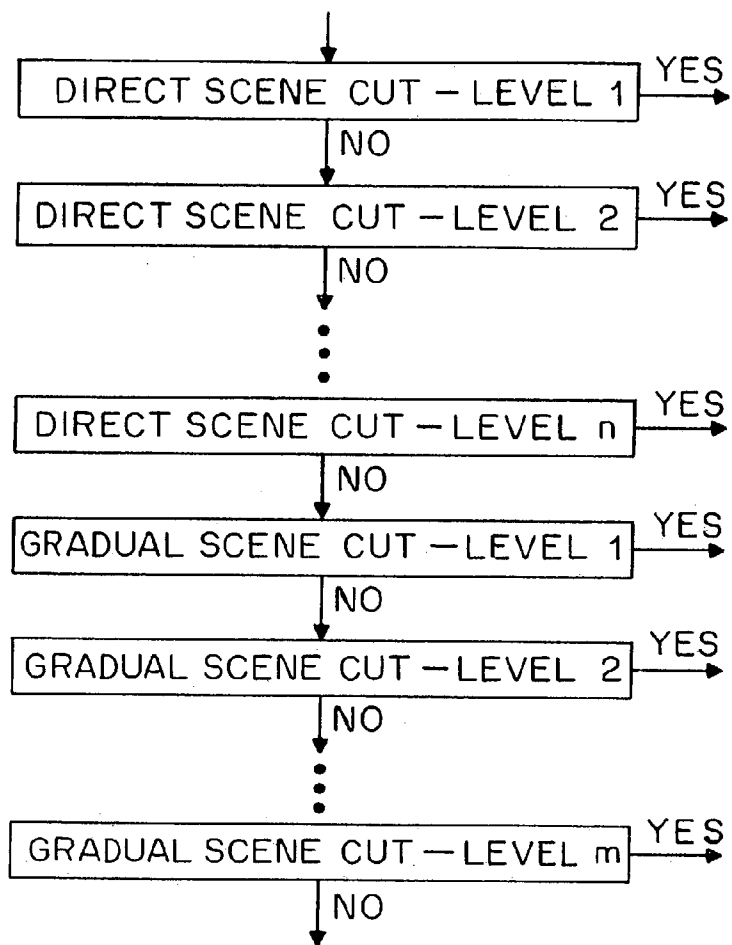 YES
DIRECT SCENE CUT – LEVEL 1
NO
YES
DIRECT SCENE CUT – LEVEL 2
NO
YES
DIRECT SCENE CUT – LEVEL n
NO
YES
GRADUAL SCENE CUT – LEVEL 1
NO
YES
GRADUAL SCENE CUT – LEVEL 2
NO
YES
GRADUAL SCENE CUT – LEVEL m
NO